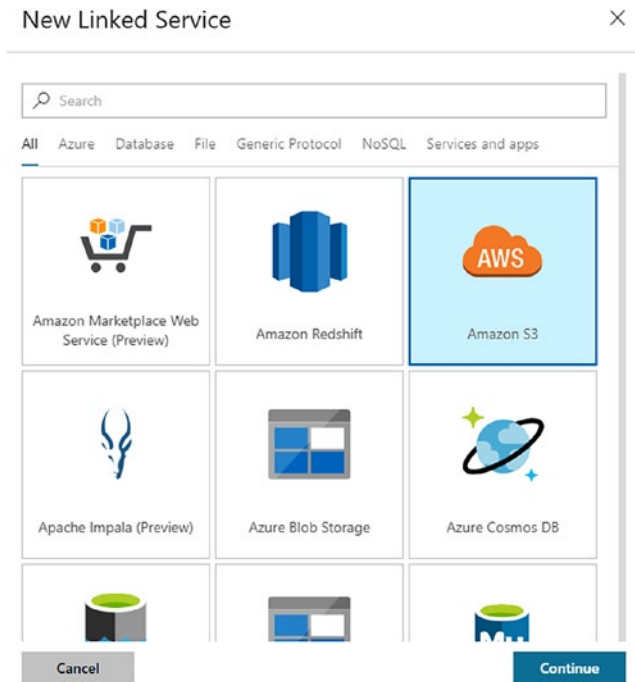 New Linked Service
Search
All Azure Database File Generic Protocol NoSQL Services and apps
AWS
Amazon Marketplace Web
Service (Preview)
Amazon Redshift
Amazon S3
Apache Impala (Preview)
Azure Blob Storage
Azure Cosmos DB
Cancel
Continue